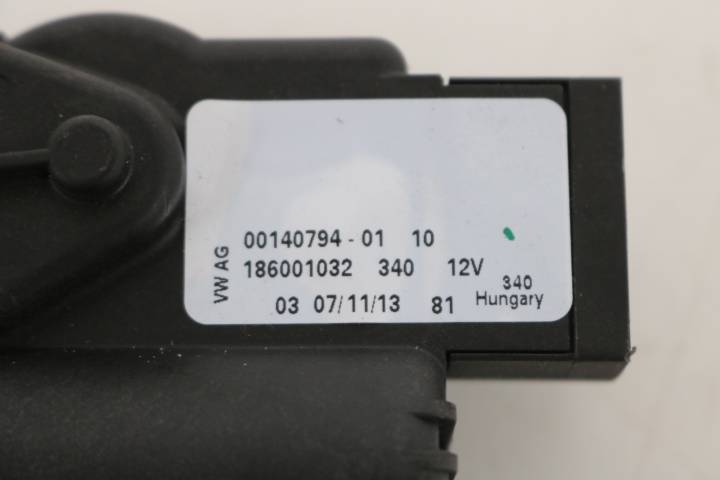 VW AG
00140794 - 01 10
186001032 340 12V
03 07/11/13 81
340
Hungary